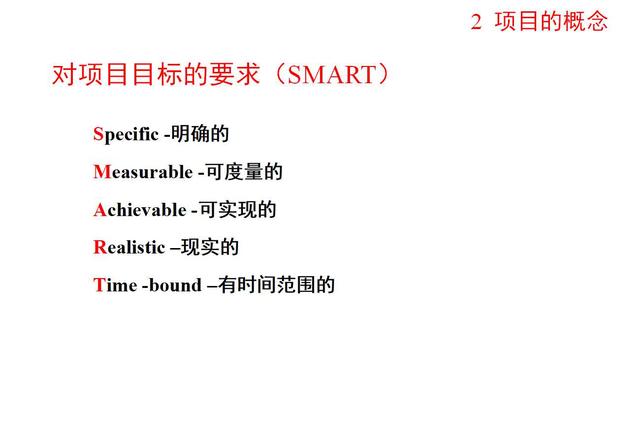 2 项目的概念
对项目目标的要求（SMART）
Specific -明确的
Measurable -可度量的
Achievable -可实现的
Realistic –现实的
Time -bound –有时间范围的